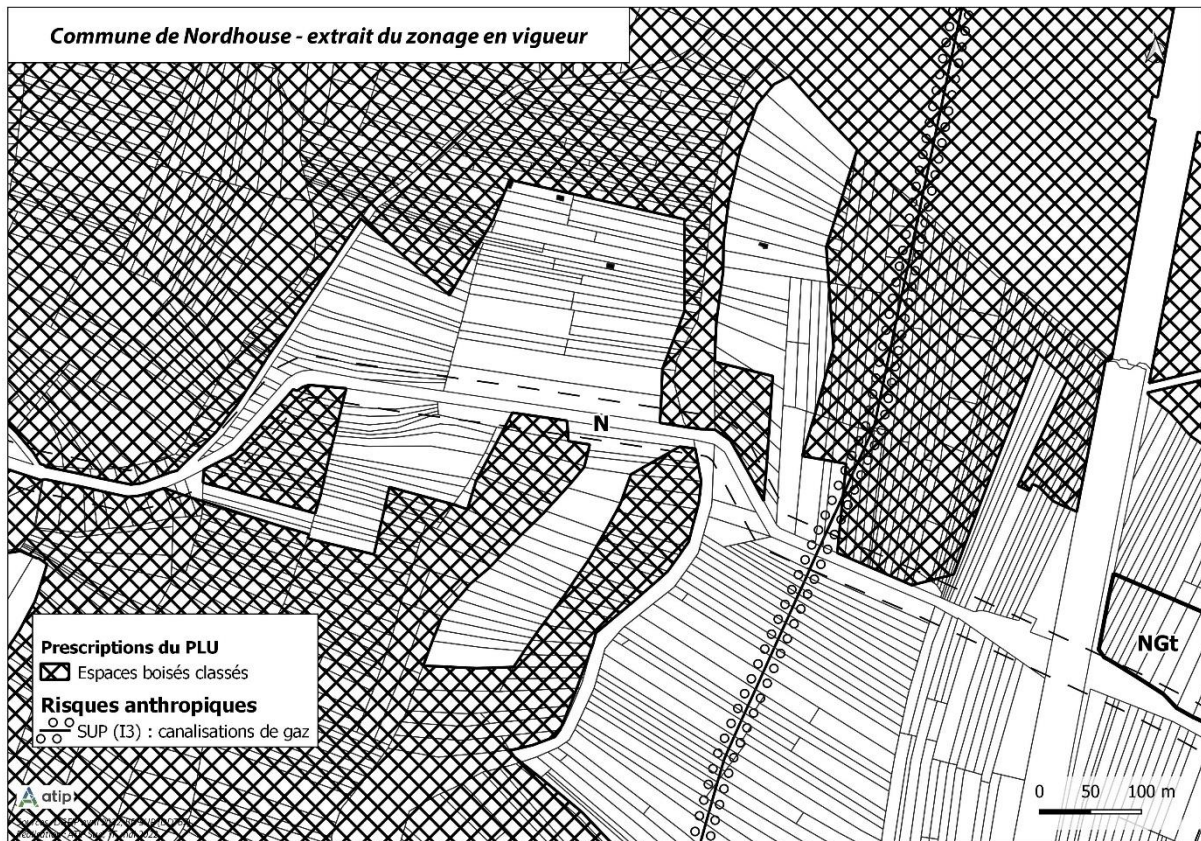 Commune de Nordhouse - extrait du zonage en vigueur
N
NGt
Prescriptions du PLU
Espaces boisés classés
Risques anthropiques
SUP (I3) : canalisations de gaz
atip
0 50 100 m